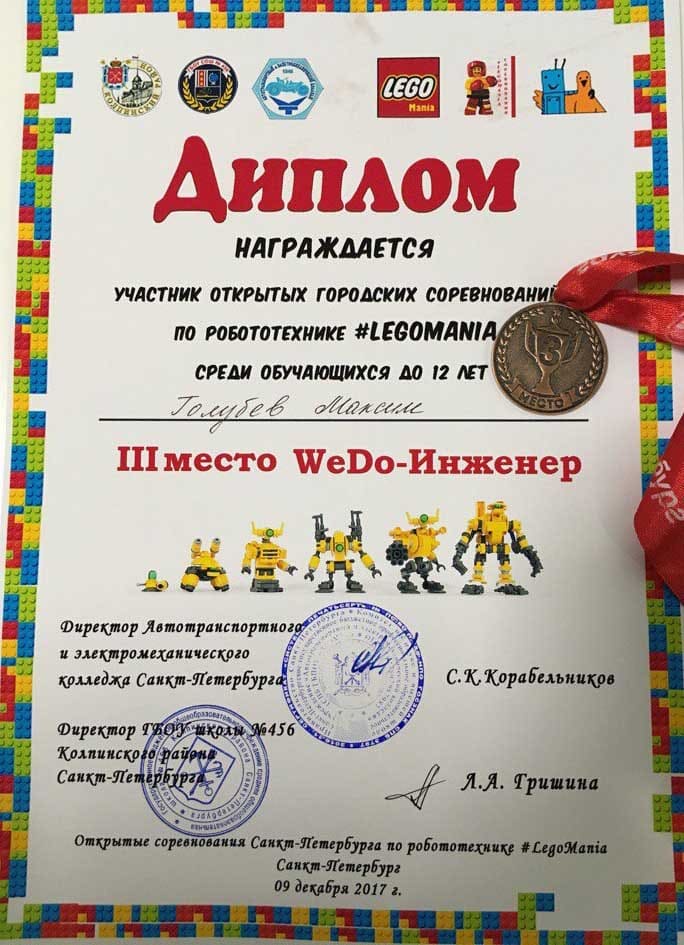 LEGO
Mania
Диплом
НАГРАЖДАЕТСЯ
УЧАСТНИК ОТКРЫТЫХ ГОРОДСКИХ СОРЕВНОВАНИЙ
ПО РОБОТОТЕХНИКЕ #LEGOMANIA
СРЕДИ ОБУЧАЮЩИХСЯ ДО 12 ЛЕТ
Голубев Максим
3
МЕСТО
III место WeDo-Инженер
Директор Автотранспортного
и электромеханического
колледжа Санкт-Петербурга
С.К.Корабельников
Директор ГБОУ школы №456
Колпинского района
Санкт-Петербурга
Л.А. Гришина
Открытые соревнования Санкт-Петербурга по робототехнике #LegoMania
Санкт-Петербург
09 декабря 2017 г.